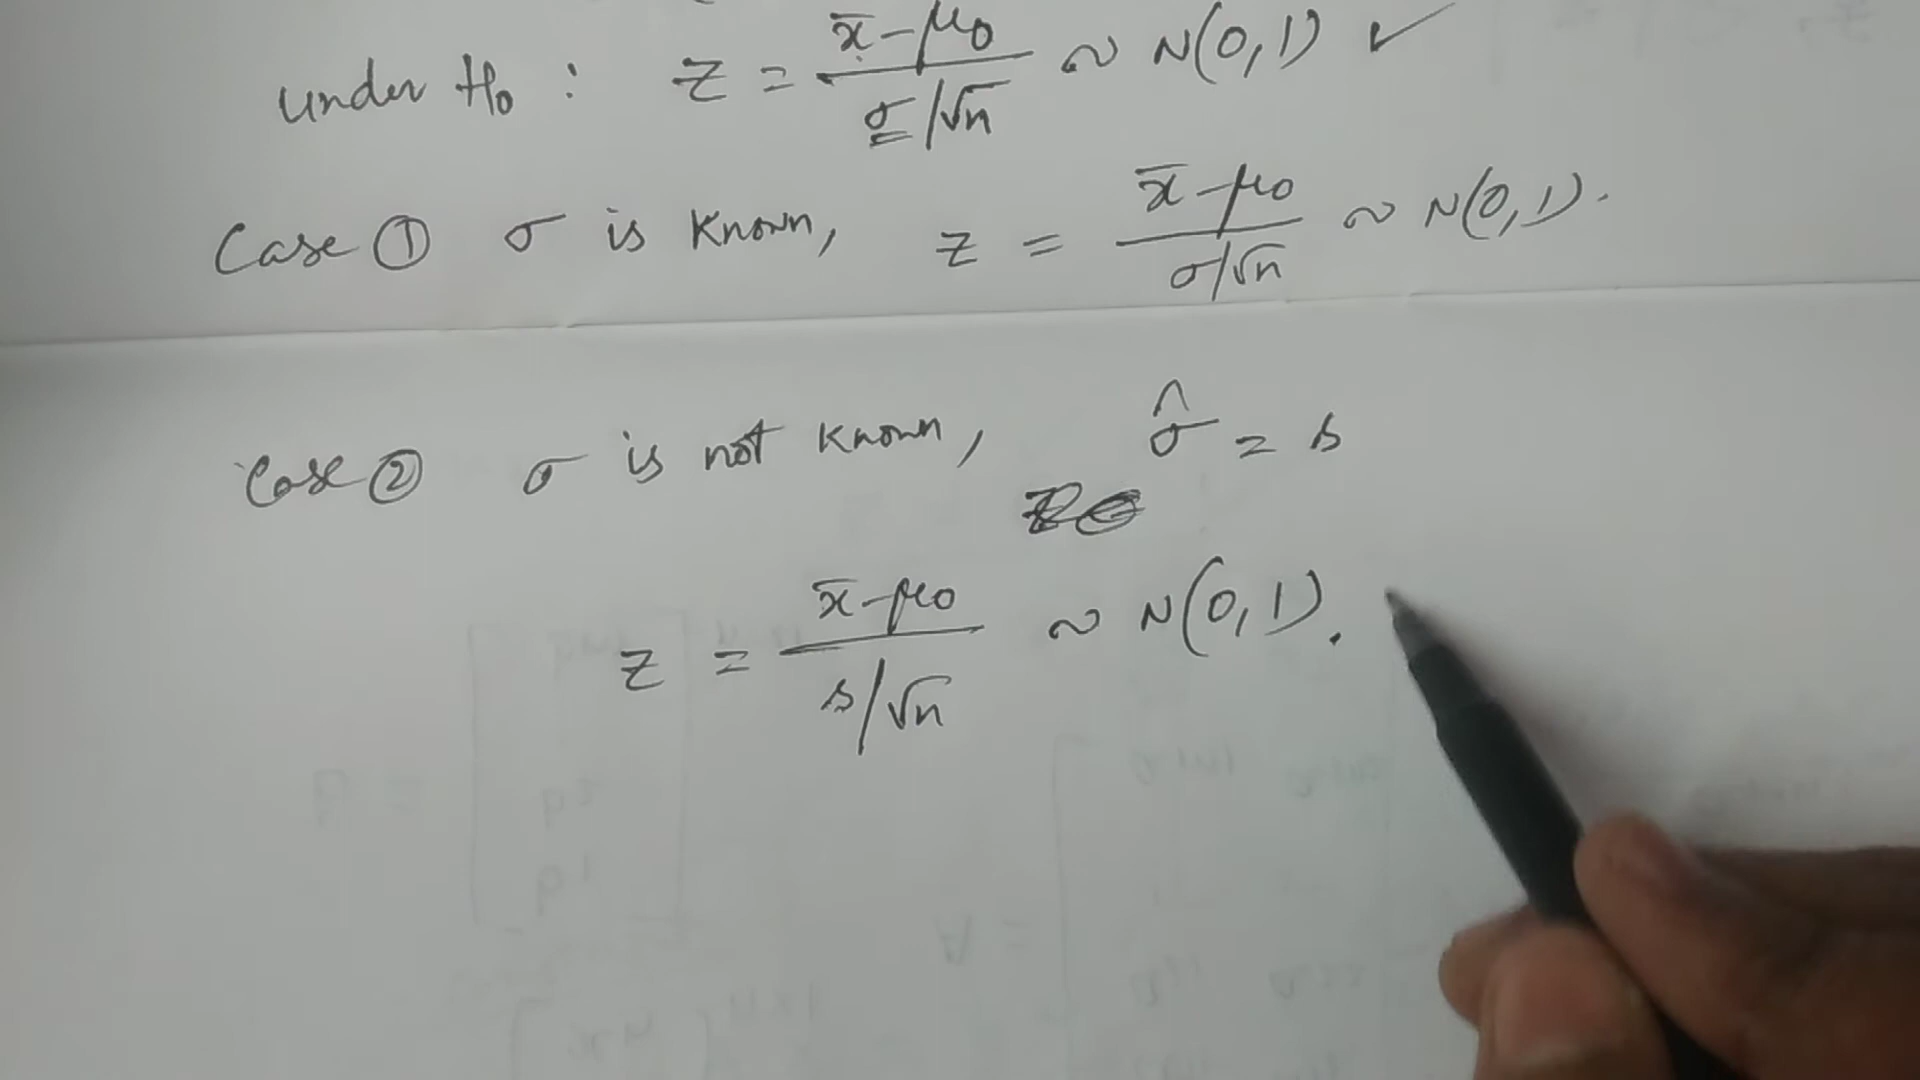 under H₀ : z = x̄-μ₀ / σ/√n ~ N(0,1) ✓
Case ① σ is known, z = x̄-μ₀ / σ/√n ~ N(0,1).
Case ② σ is not known, σ̂ = s
z = x̄-μ₀ / s/√n ~ N(0,1).